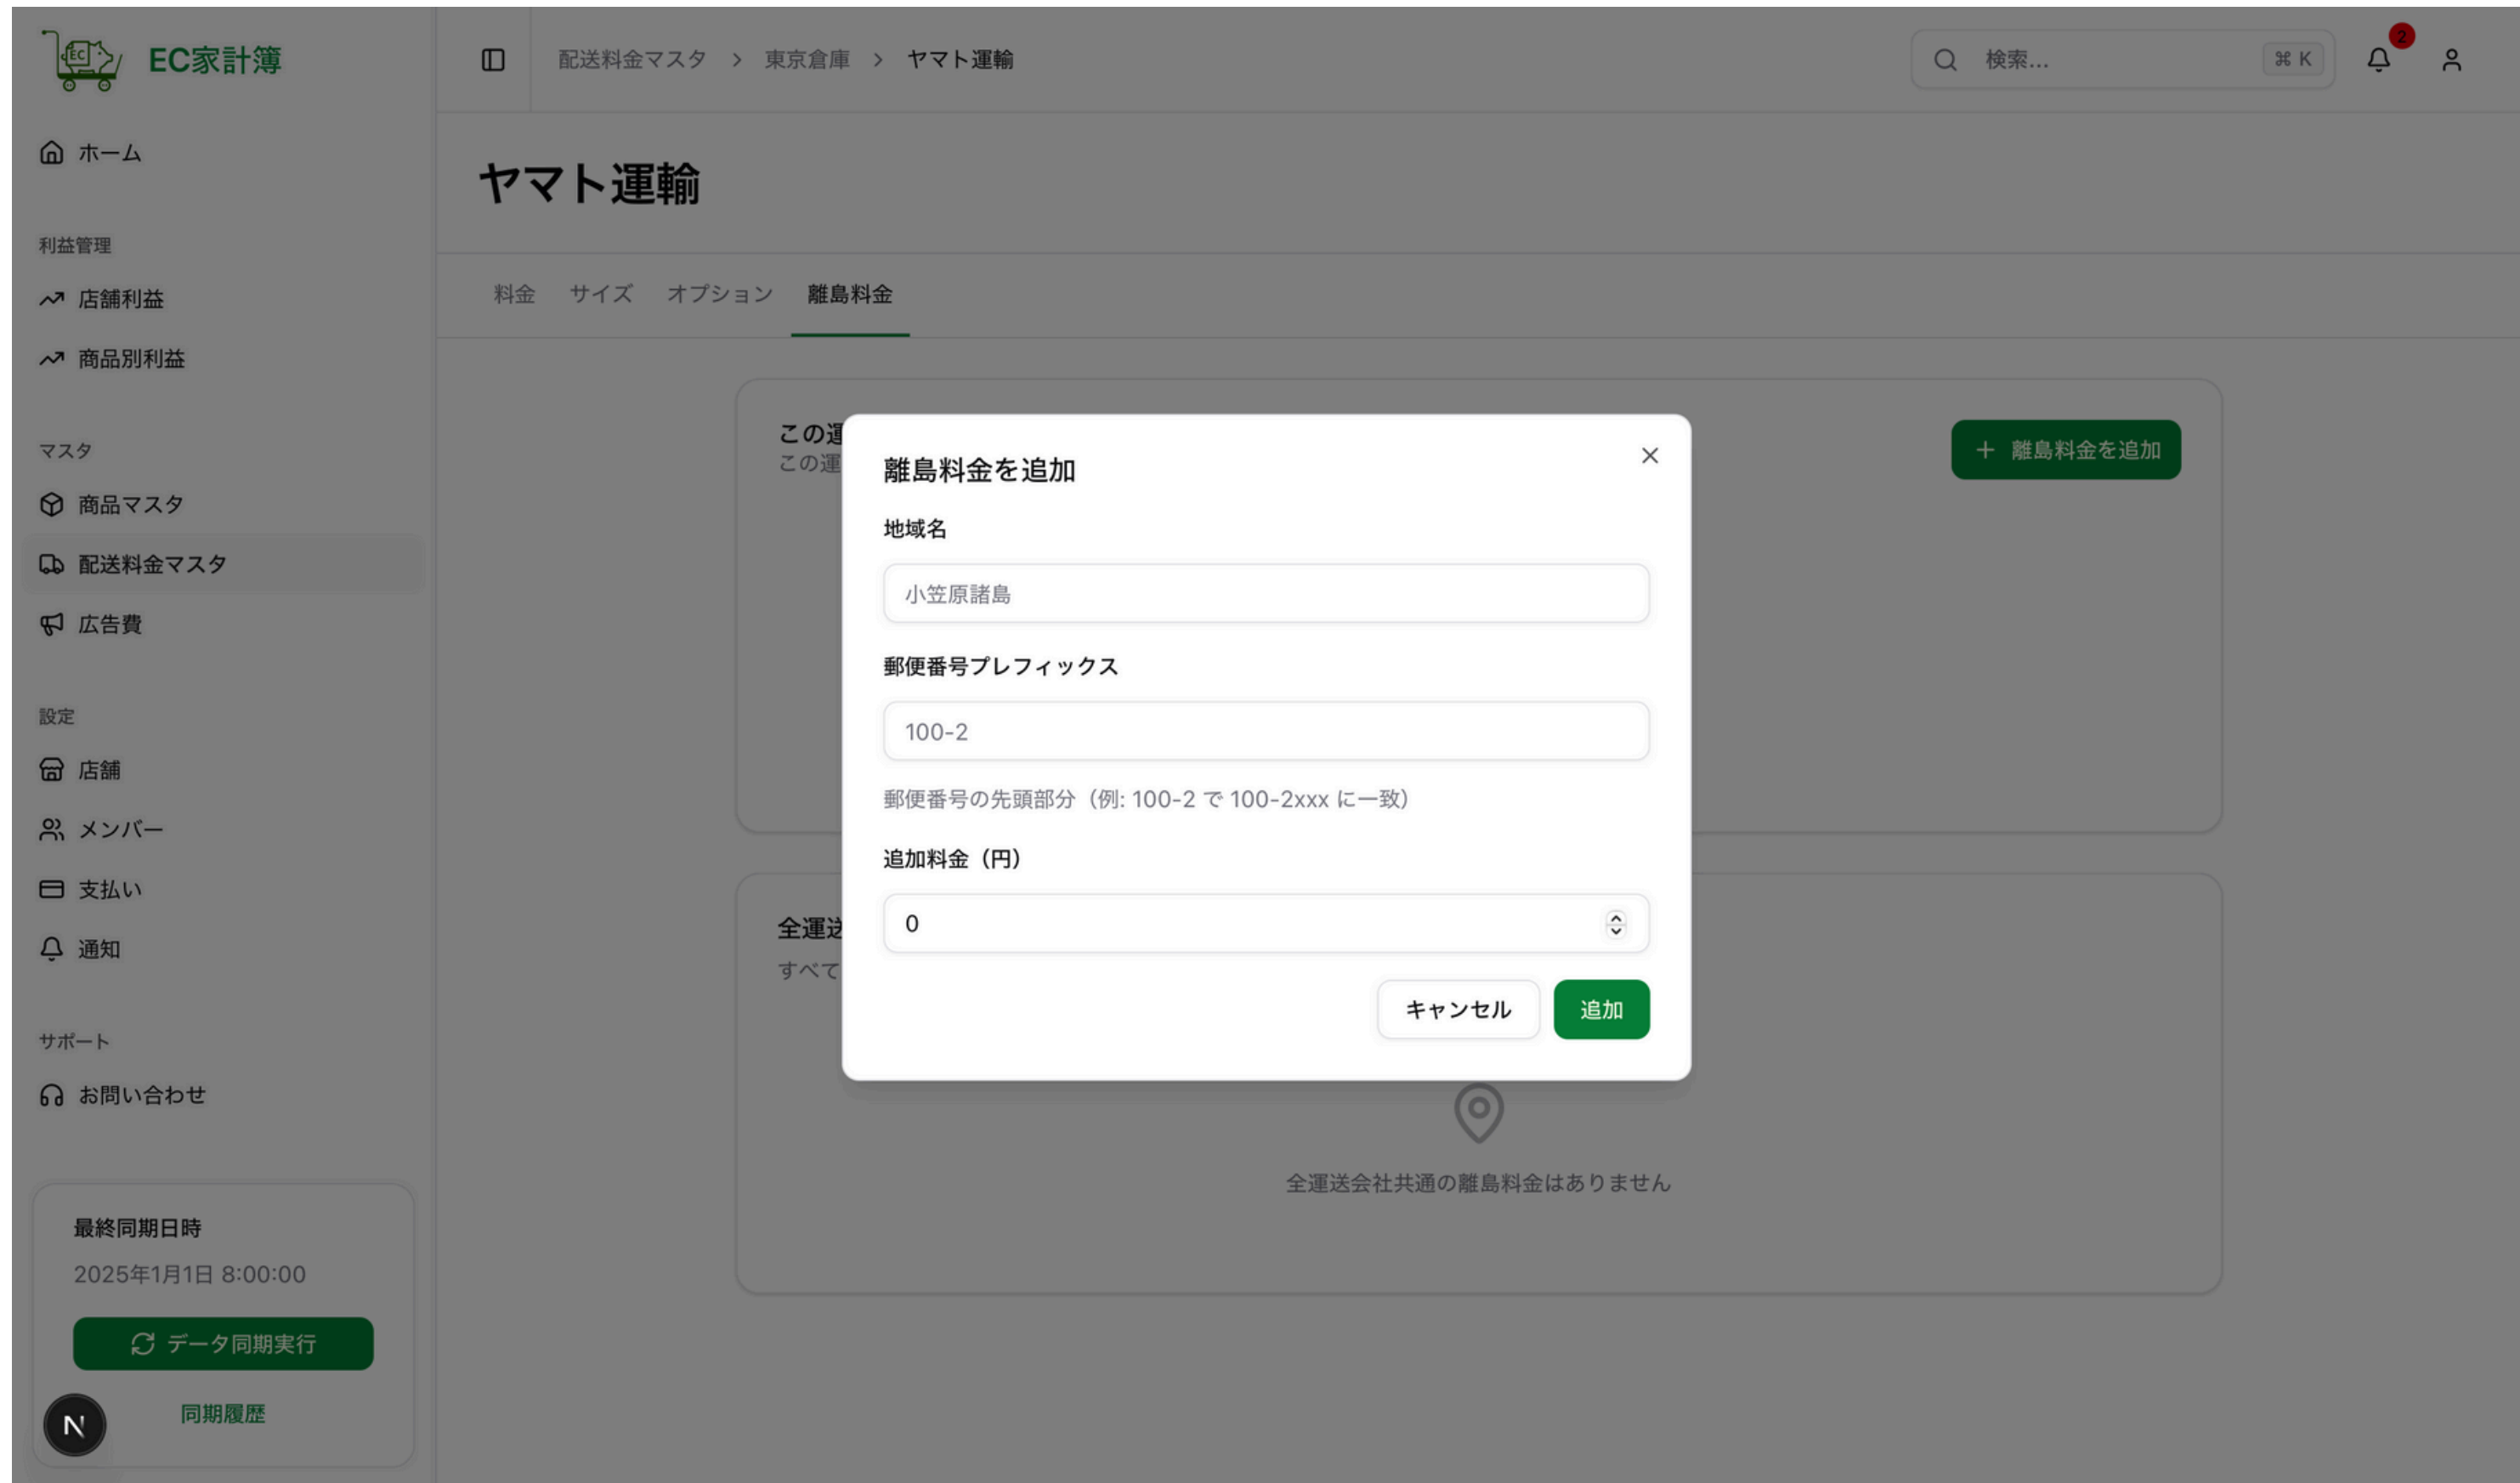 EC
EC家計簿
配送料金マスタ > 東京倉庫 > ヤマト運輸
検索...
⌘ K
2
ホーム
ヤマト運輸
利益管理
店舗利益
商品別利益
料金 サイズ オプション 離島料金
マスタ
商品マスタ
配送料金マスタ
広告費
設定
店舗
メンバー
支払い
通知
サポート
お問い合わせ
最終同期日時
2025年1月1日 8:00:00
データ同期実行
同期履歴
N
この運
この運
+ 離島料金を追加
離島料金を追加
地域名
小笠原諸島
郵便番号プレフィックス
100-2
郵便番号の先頭部分（例: 100-2 で 100-2xxx に一致）
追加料金（円）
0
キャンセル
追加
全運送
すべて
全運送会社共通の離島料金はありません